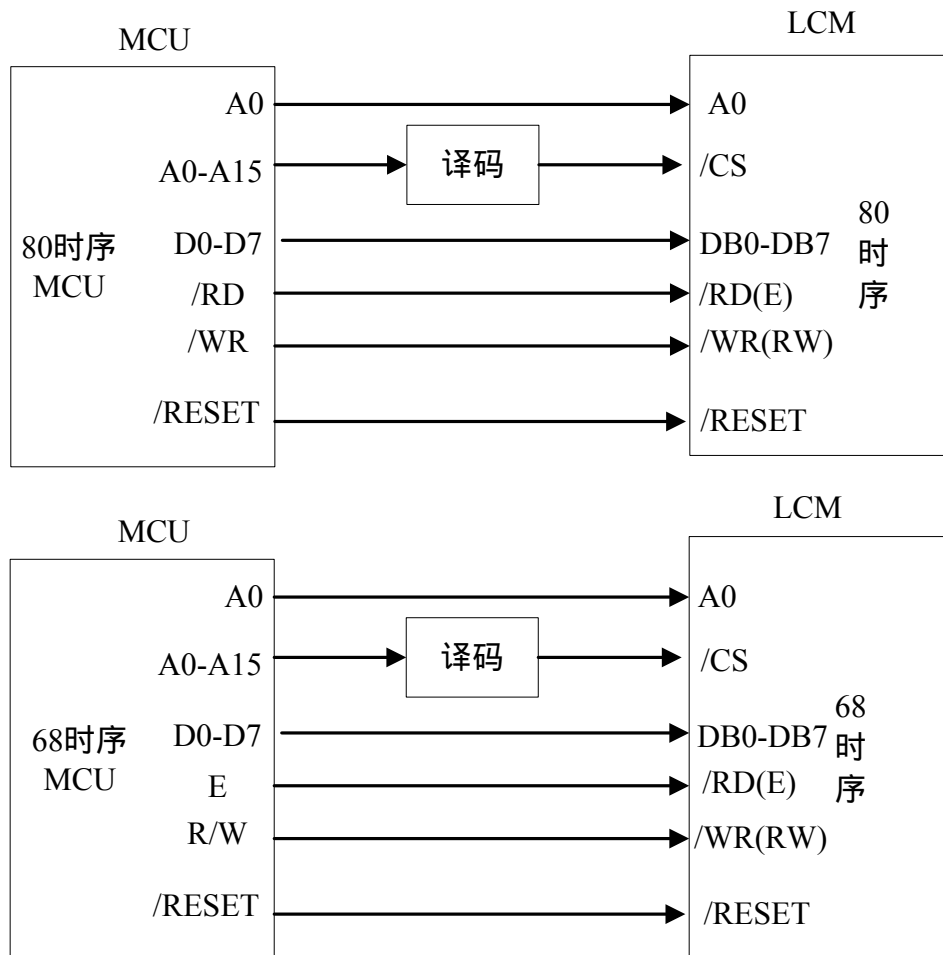 MCU
LCM
A0
A0
A0-A15
译码
/CS
80时序
MCU
D0-D7
DB0-DB7
80
时
序
/RD
/RD(E)
/WR
/WR(RW)
/RESET
/RESET
MCU
LCM
A0
A0
A0-A15
译码
/CS
68时序
MCU
D0-D7
DB0-DB7
68
时
序
E
/RD(E)
R/W
/WR(RW)
/RESET
/RESET